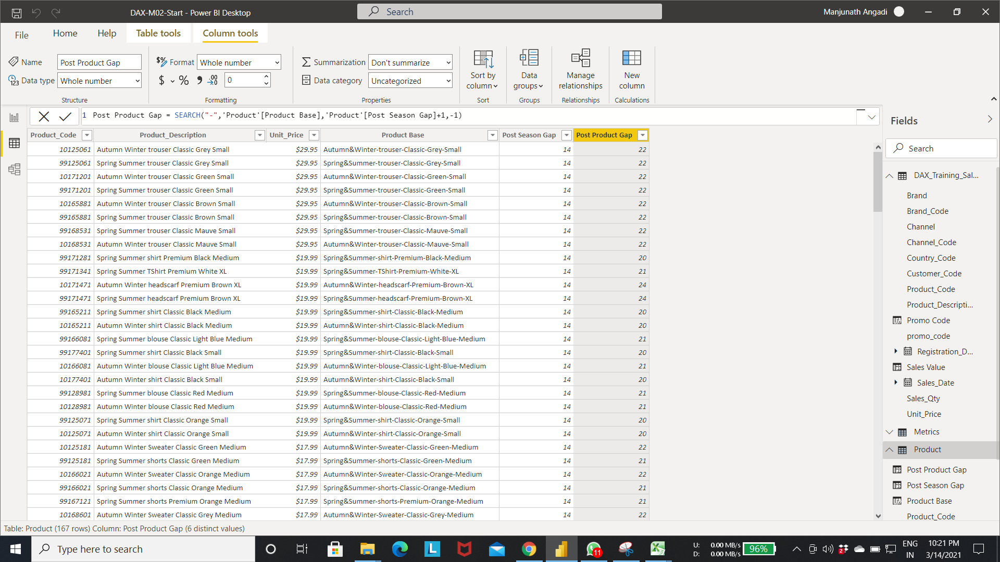 DAX-M02-Start - Power BI Desktop
Search
Manjunath Angadi
File
Home
Help
Table tools
Column tools
Name
Post Product Gap
Data type
Whole number
Structure
Format
Whole number
$ % 9 .00
0
Formatting
Summarization
Don't summarize
Data category
Uncategorized
Properties
Sort by
column
Sort
Data
groups
Groups
Manage
relationships
Relationships
New
column
Calculations
1 Post Product Gap = SEARCH("-",'Product'[Product Base],'Product'[Post Season Gap]+1,-1)
Product_Code Product_Description Unit_Price Product Base Post Season Gap Post Product Gap
10125061 Autumn Winter trouser Classic Grey Small $29.95 Autumn&Winter-trouser-Classic-Grey-Small 14 22
99125061 Spring Summer trouser Classic Grey Small $29.95 Spring&Summer-trouser-Classic-Grey-Small 14 22
10171201 Autumn Winter trouser Classic Green Small $29.95 Autumn&Winter-trouser-Classic-Green-Small 14 22
99171201 Spring Summer trouser Classic Green Small $29.95 Spring&Summer-trouser-Classic-Green-Small 14 22
10165881 Autumn Winter trouser Classic Brown Small $29.95 Autumn&Winter-trouser-Classic-Brown-Small 14 22
99165881 Spring Summer trouser Classic Brown Small $29.95 Spring&Summer-trouser-Classic-Brown-Small 14 22
99168531 Spring Summer trouser Classic Mauve Small $29.95 Spring&Summer-trouser-Classic-Mauve-Small 14 22
10168531 Autumn Winter trouser Classic Mauve Small $29.95 Autumn&Winter-trouser-Classic-Mauve-Small 14 22
99171281 Spring Summer shirt Premium Black Medium $19.99 Spring&Summer-shirt-Premium-Black-Medium 14 20
99171341 Spring Summer TShirt Premium White XL $19.99 Spring&Summer-TShirt-Premium-White-XL 14 21
10171471 Autumn Winter headscarf Premium Brown XL $19.99 Autumn&Winter-headscarf-Premium-Brown-XL 14 24
99171471 Spring Summer headscarf Premium Brown XL $19.99 Spring&Summer-headscarf-Premium-Brown-XL 14 24
99165211 Spring Summer shirt Classic Black Medium $19.99 Spring&Summer-shirt-Classic-Black-Medium 14 20
10165211 Autumn Winter shirt Classic Black Medium $19.99 Autumn&Winter-shirt-Classic-Black-Medium 14 20
99166081 Spring Summer blouse Classic Light Blue Medium $19.99 Spring&Summer-blouse-Classic-Light-Blue-Medium 14 21
99177401 Spring Summer shirt Classic Black Small $19.99 Spring&Summer-shirt-Classic-Black-Small 14 20
10166081 Autumn Winter blouse Classic Light Blue Medium $19.99 Autumn&Winter-blouse-Classic-Light-Blue-Medium 14 21
10177401 Autumn Winter shirt Classic Black Small $19.99 Autumn&Winter-shirt-Classic-Black-Small 14 20
99128981 Spring Summer blouse Classic Red Medium $19.99 Spring&Summer-blouse-Classic-Red-Medium 14 21
10128981 Autumn Winter blouse Classic Red Medium $19.99 Autumn&Winter-blouse-Classic-Red-Medium 14 21
99125071 Spring Summer shirt Classic Orange Small $19.99 Spring&Summer-shirt-Classic-Orange-Small 14 20
10125071 Autumn Winter shirt Classic Orange Small $19.99 Autumn&Winter-shirt-Classic-Orange-Small 14 20
10125181 Autumn Winter Sweater Classic Green Medium $17.99 Autumn&Winter-Sweater-Classic-Green-Medium 14 22
99125181 Spring Summer shorts Classic Green Medium $17.99 Spring&Summer-shorts-Classic-Green-Medium 14 21
10166021 Autumn Winter Sweater Classic Orange Medium $17.99 Autumn&Winter-Sweater-Classic-Orange-Medium 14 22
99166021 Spring Summer shorts Classic Orange Medium $17.99 Spring&Summer-shorts-Classic-Orange-Medium 14 21
99167121 Spring Summer shorts Premium Orange Medium $17.99 Spring&Summer-shorts-Premium-Orange-Medium 14 21
10168601 Autumn Winter Sweater Classic Grey Medium $17.99 Autumn&Winter-Sweater-Classic-Grey-Medium 14 22
Fields
Search
DAX_Training_Sal...
Brand
Brand_Code
Channel
Channel_Code
Country_Code
Customer_Code
Product_Code
Product_Descripti...
Promo Code
promo_code
Registration_D...
Sales Value
Sales_Date
Sales_Qty
Unit_Price
Metrics
Product
Post Product Gap
Post Season Gap
Product Base
Product_Code
Table: Product (167 rows) Column: Post Product Gap (6 distinct values)
Type here to search
L
11
U: 0.00 MB/s
D: 0.00 MB/s
96%
2
ENG
IN
10:21 PM
3/14/2021